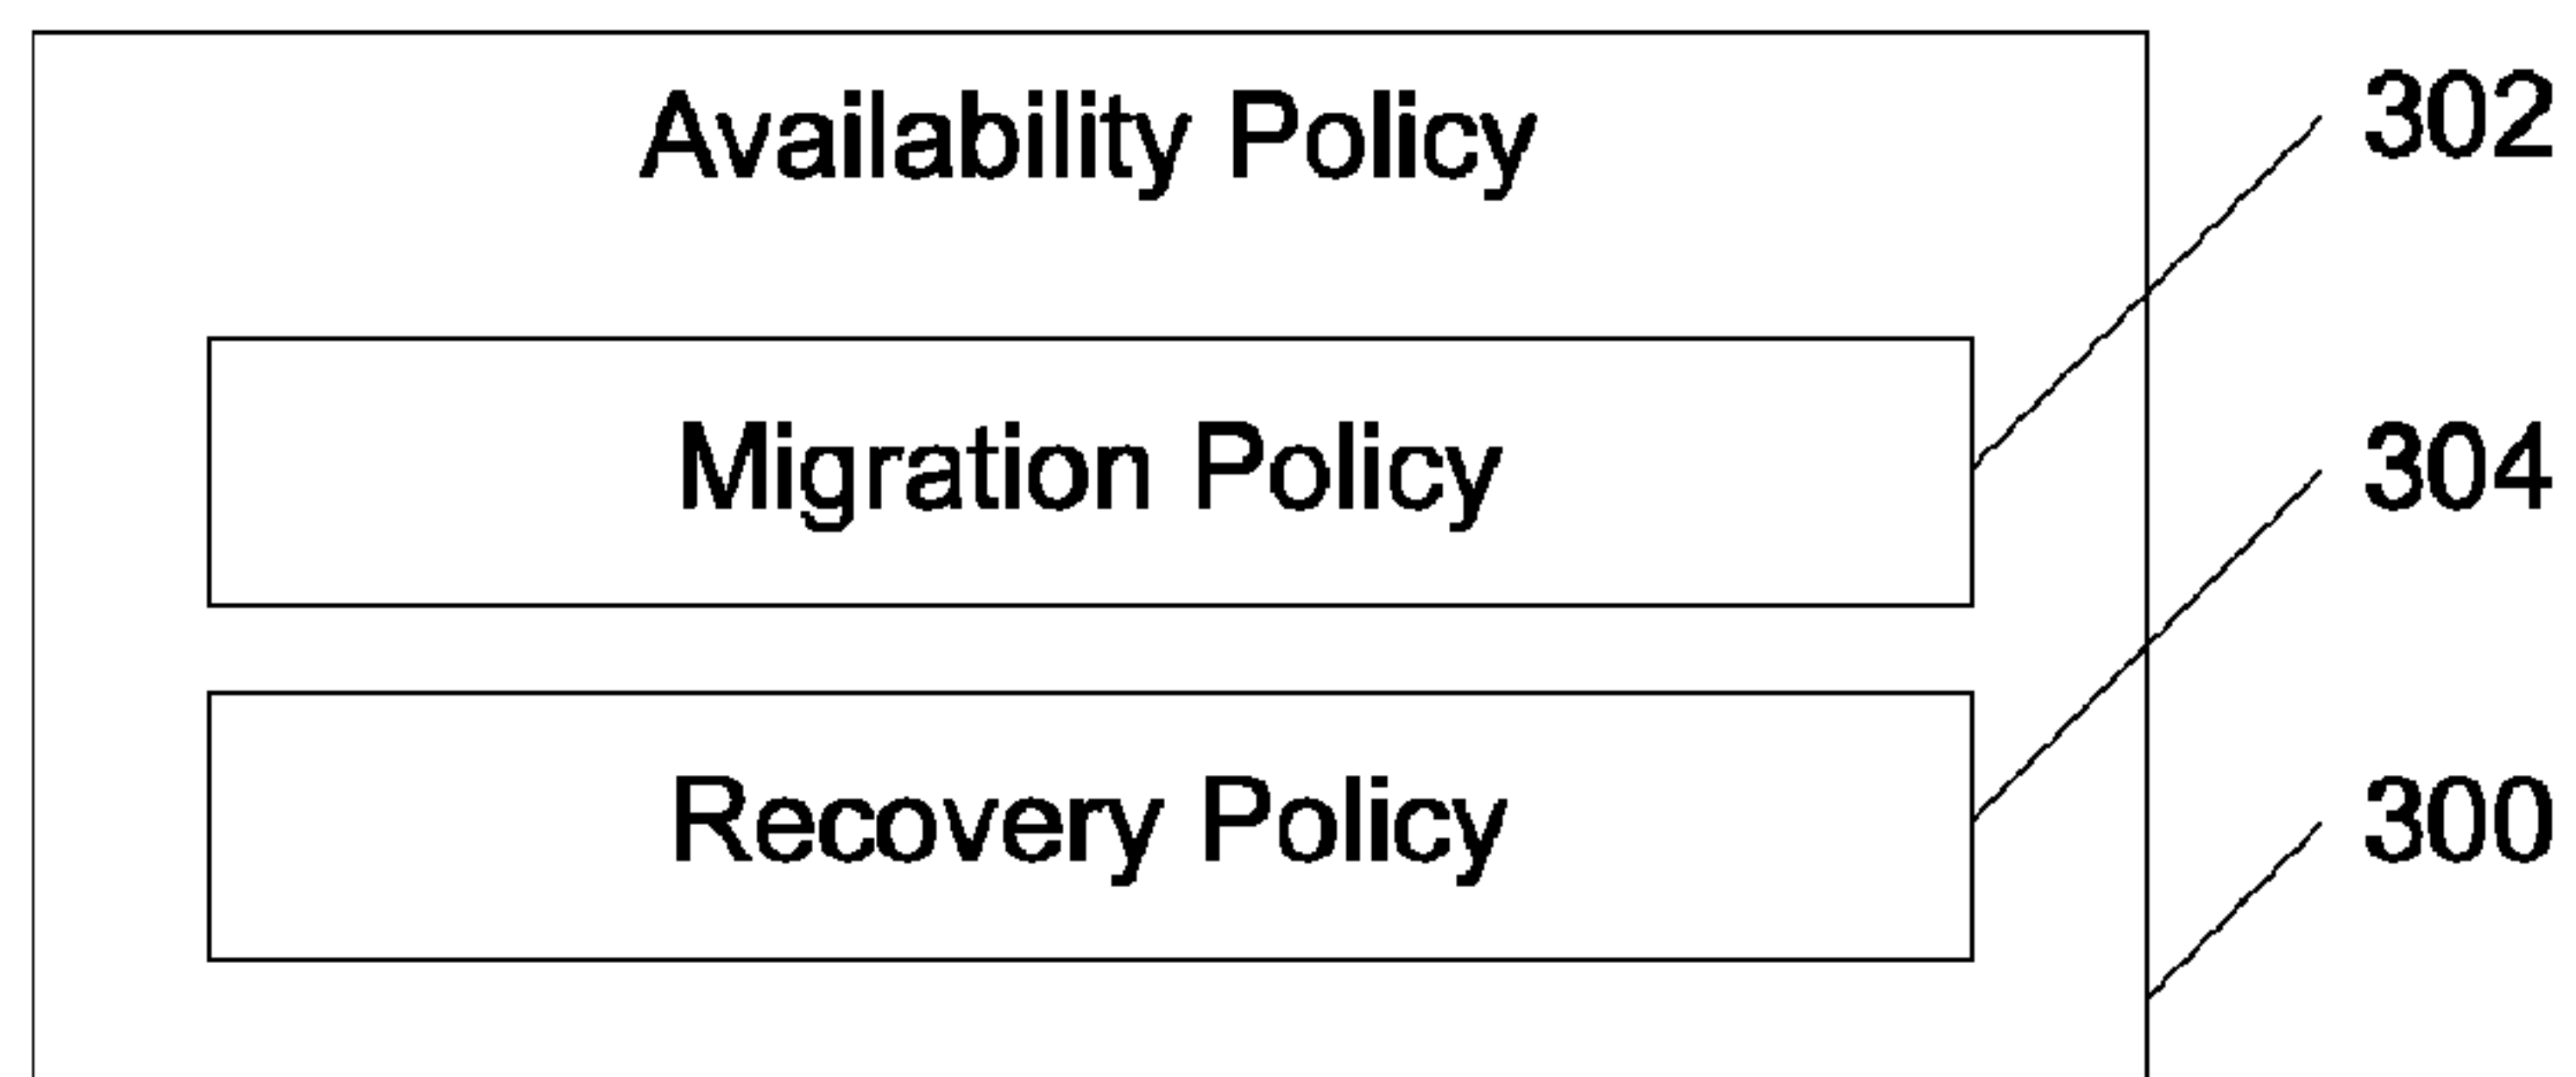 Availability Policy
302
Migration Policy
304
Recovery Policy
300